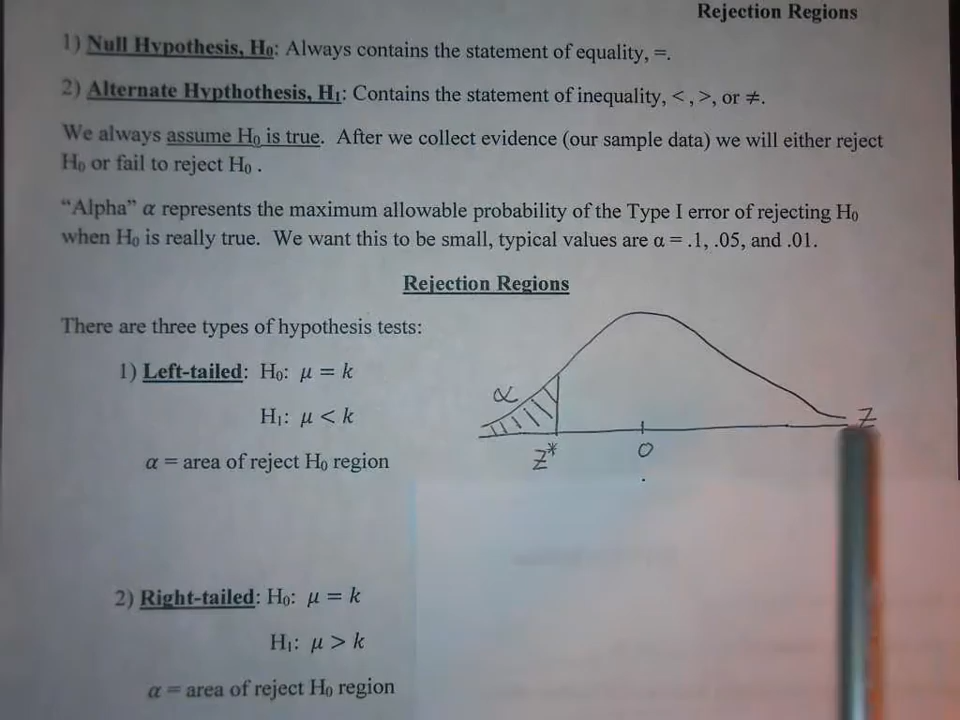 Rejection Regions
1) Null Hypothesis, H₀: Always contains the statement of equality, =.
2) Alternate Hypthothesis, H₁: Contains the statement of inequality, < , >, or ≠.
We always assume H₀ is true. After we collect evidence (our sample data) we will either reject
H₀ or fail to reject H₀ .
“Alpha” α represents the maximum allowable probability of the Type I error of rejecting H₀
when H₀ is really true. We want this to be small, typical values are α = .1, .05, and .01.
Rejection Regions
There are three types of hypothesis tests:
1) Left-tailed: H₀: μ = k
α
H₁: μ < k
Z
α = area of reject H₀ region
Z* 0
2) Right-tailed: H₀: μ = k
H₁: μ > k
α = area of reject H₀ region